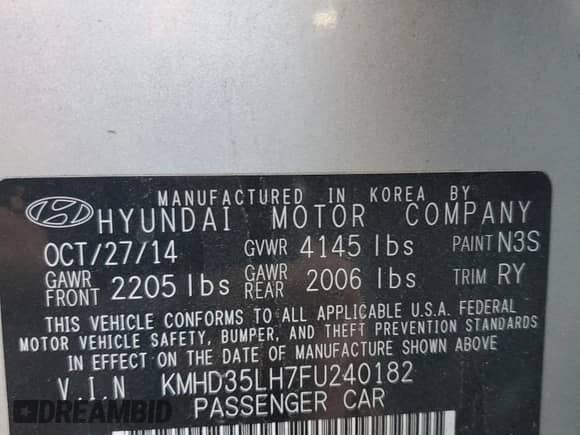 MANUFACTURED IN KOREA BY
HYUNDAI MOTOR COMPANY
OCT/27/14 GVWR 4145 lbs PAINT N3S
GAWR FRONT 2205 lbs GAWR REAR 2006 lbs TRIM RY
THIS VEHICLE CONFORMS TO ALL APPLICABLE U.S.A. FEDERAL
MOTOR VEHICLE SAFETY, BUMPER, AND THEFT PREVENTION STANDARDS
IN EFFECT ON THE DATE OF MANUFACTURE SHOWN ABOVE.
V.I.N KMHD35LH7FU240182
PASSENGER CAR
DREAMBID